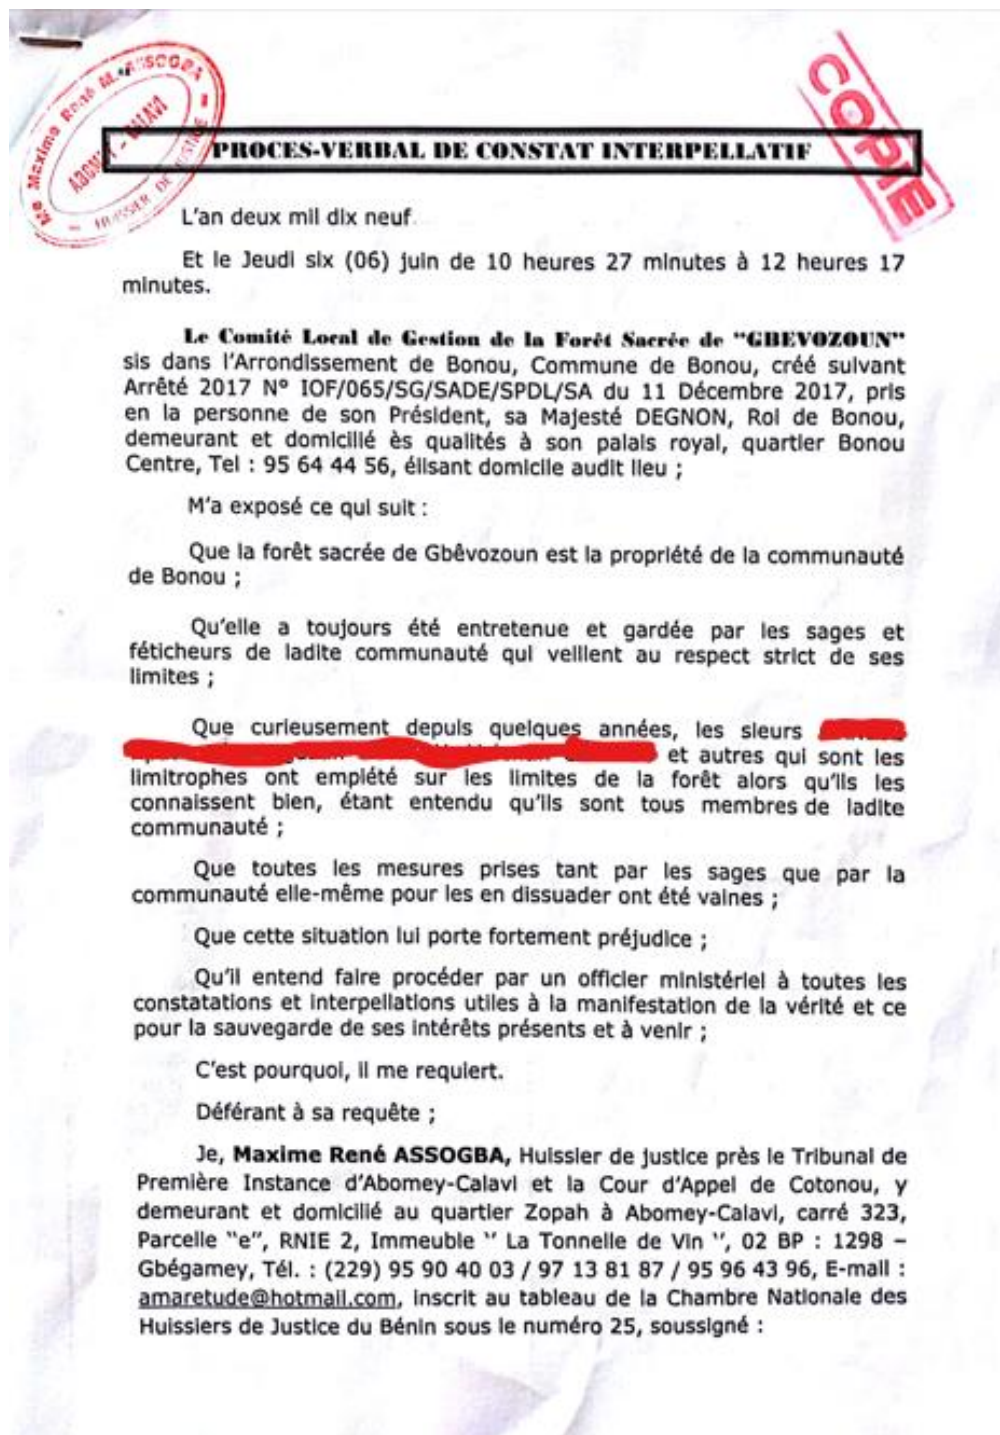 Me Maxime René M. ASSOGBA
ABOMEY - CALAVI
HUISSIER DE JUSTICE
COPIE
PROCES-VERBAL DE CONSTAT INTERPELLATIF
L'an deux mil dix neuf
Et le Jeudi six (06) juin de 10 heures 27 minutes à 12 heures 17
minutes.
Le Comité Local de Gestion de la Forêt Sacrée de "GBEVOZOUN"
sis dans l'Arrondissement de Bonou, Commune de Bonou, créé suivant
Arrêté 2017 N° IOF/065/SG/SADE/SPDL/SA du 11 Décembre 2017, pris
en la personne de son Président, sa Majesté DEGNON, Roi de Bonou,
demeurant et domicilié ès qualités à son palais royal, quartier Bonou
Centre, Tel : 95 64 44 56, élisant domicile audit lieu ;
M'a exposé ce qui suit :
Que la forêt sacrée de Gbêvozoun est la propriété de la communauté
de Bonou ;
Qu'elle a toujours été entretenue et gardée par les sages et
féticheurs de ladite communauté qui veillent au respect strict de ses
limites ;
Que curieusement depuis quelques années, les sieurs
et autres qui sont les
limitrophes ont empiété sur les limites de la forêt alors qu'ils les
connaissent bien, étant entendu qu'ils sont tous membres de ladite
communauté ;
Que toutes les mesures prises tant par les sages que par la
communauté elle-même pour les en dissuader ont été vaines ;
Que cette situation lui porte fortement préjudice ;
Qu'il entend faire procéder par un officier ministériel à toutes les
constatations et interpellations utiles à la manifestation de la vérité et ce
pour la sauvegarde de ses intérêts présents et à venir ;
C'est pourquoi, il me requiert.
Déférant à sa requête ;
Je, Maxime René ASSOGBA, Huissier de justice près le Tribunal de
Première Instance d'Abomey-Calavi et la Cour d'Appel de Cotonou, y
demeurant et domicilié au quartier Zopah à Abomey-Calavi, carré 323,
Parcelle "e", RNIE 2, Immeuble " La Tonnelle de Vin ", 02 BP : 1298 –
Gbégamey, Tél. : (229) 95 90 40 03 / 97 13 81 87 / 95 96 43 96, E-mail :
amaretude@hotmail.com, inscrit au tableau de la Chambre Nationale des
Huissiers de Justice du Bénin sous le numéro 25, soussigné :